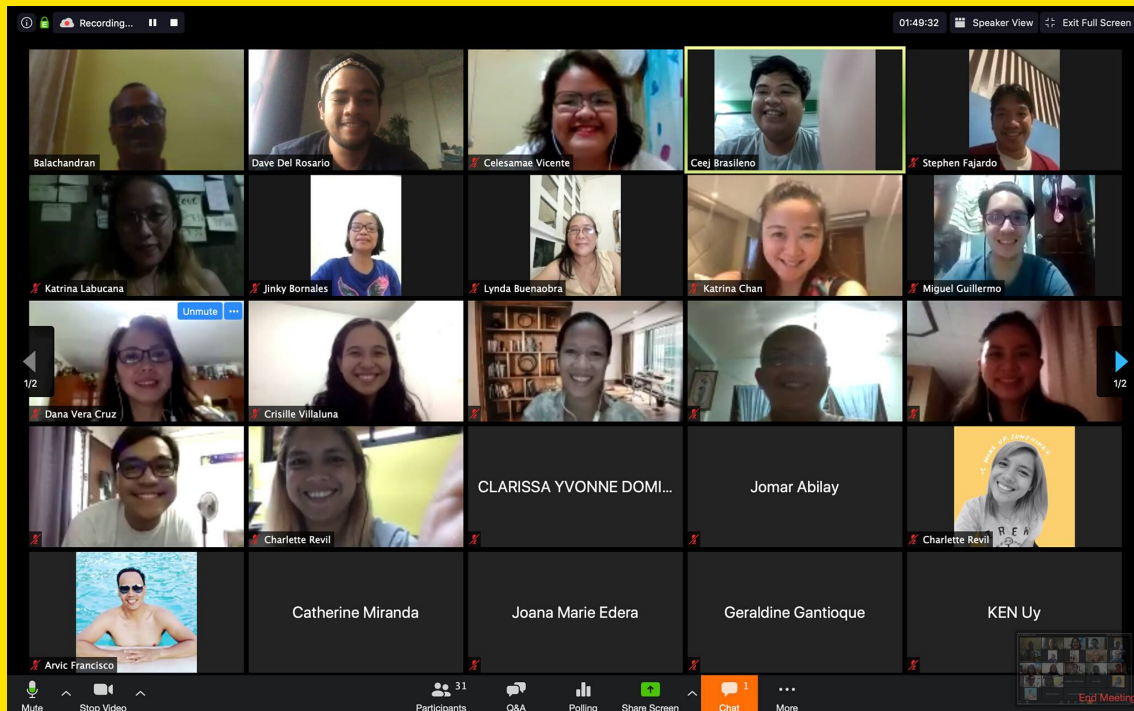 Recording...
01:49:32
Speaker View
Exit Full Screen
Balachandran
Dave Del Rosario
Celesamae Vicente
Ceej Brasileno
Stephen Fajardo
Katrina Labucana
Jinky Bornales
Lynda Buenaobra
Katrina Chan
Miguel Guillermo
Unmute
1/2
1/2
Dana Vera Cruz
Crisille Villaluna
Charlette Revil
CLARISSA YVONNE DOMI...
Jomar Abilay
Charlette Revil
Arvic Francisco
Catherine Miranda
Joana Marie Edera
Geraldine Gantioque
KEN Uy
Mute
Stop Video
31
Participants
Q&A
Polling
Share Screen
1
Chat
More
End Meeting